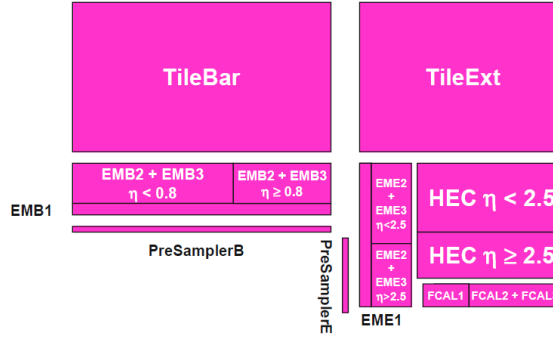 TileBar
TileExt
EMB2 + EMB3
η < 0.8
EMB2 + EMB3
η ≥ 0.8
EMB1
PreSamplerB
PreSamplerE
EME2
+
EME3
η<2.5
EME2
+
EME3
η>2.5
EME1
HEC η < 2.5
HEC η ≥ 2.5
FCAL1
FCAL2 + FCAL